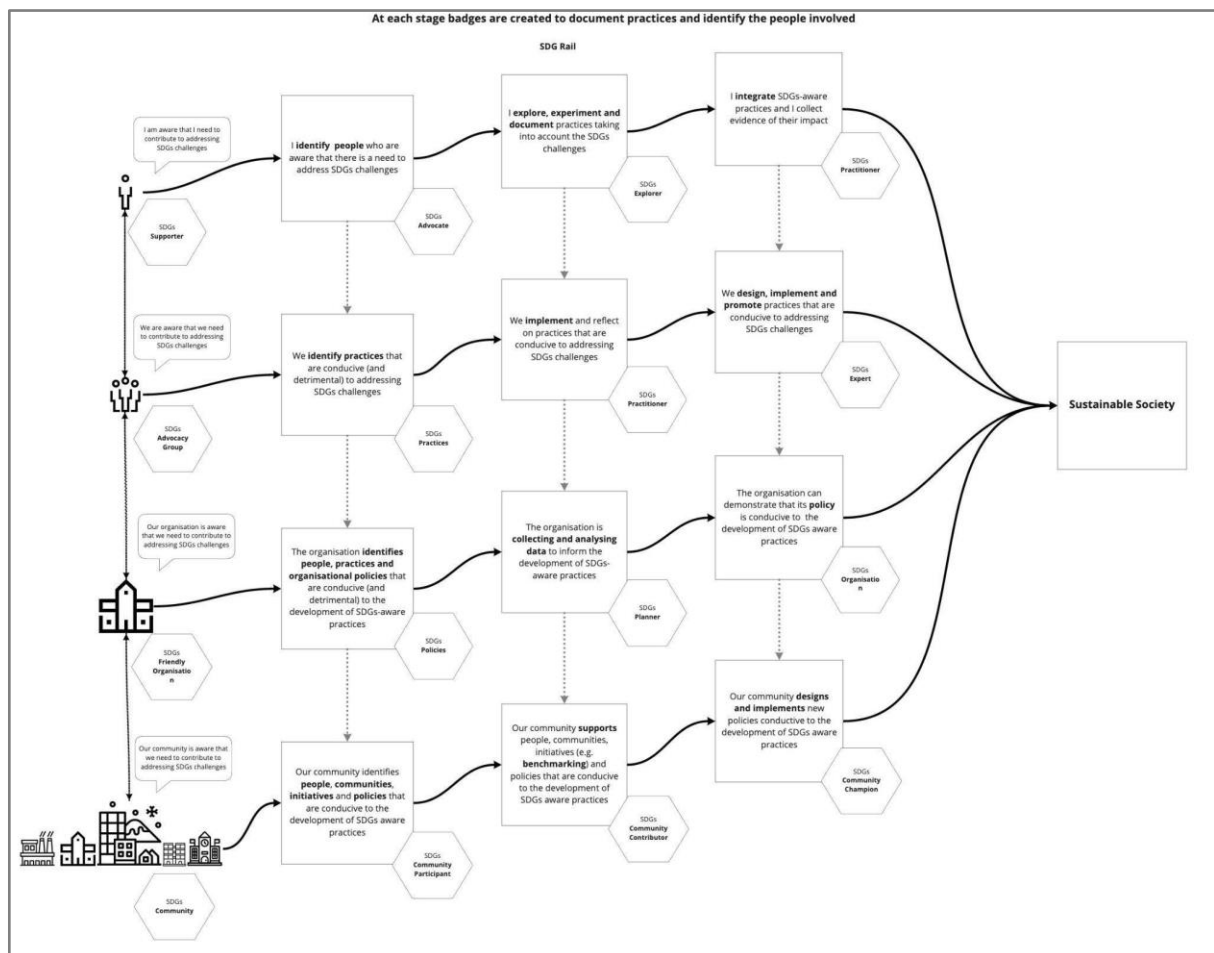 At each stage badges are created to document practices and identify the people involved
SDG Rail
I am aware that I need to
contribute to addressing
SDGs challenges
SDGs
Supporter
I identify people who are
aware that there is a need to
address SDGs challenges
SDGs
Advocate
I explore, experiment and
document practices taking
into account the SDGs
challenges
SDGs
Explorer
I integrate SDGs-aware
practices and I collect
evidence of their impact
SDGs
Practitioner
We are aware that we need
to contribute to addressing
SDGs challenges
SDGs
Advocacy
Group
We identify practices that
are conducive (and
detrimental) to addressing
SDGs challenges
SDGs
Practices
We implement and reflect
on practices that are
conducive to addressing
SDGs challenges
SDGs
Practitioner
We design, implement and
promote practices that are
conducive to addressing
SDGs challenges
SDGs
Expert
Sustainable Society
Our organisation is aware
that we need to contribute to
addressing SDGs challenges
SDGs
Friendly
Organisatio
n
The organisation identifies
people, practices and
organisational policies that
are conducive (and
detrimental) to the
development of SDGs-aware
practices
SDGs
Policies
The organisation is
collecting and analysing
data to inform the
development of SDGs-
aware practices
SDGs
Planner
The organisation can
demonstrate that its policy
is conducive to the
development of SDGs aware
practices
SDGs
Organisatio
n
Our community is aware that
we need to contribute to
addressing SDGs challenges
SDGs
Community
Our community identifies
people, communities,
initiatives and policies that
are conducive to the
development of SDGs aware
practices
SDGs
Community
Participant
Our community supports
people, communities,
initiatives (e.g.
benchmarking) and
policies that are conducive
to the development of
SDGs aware practices
SDGs
Community
Contributor
Our community designs
and implements new
policies conductive to the
development of SDGs aware
practices
SDGs
Community
Champion